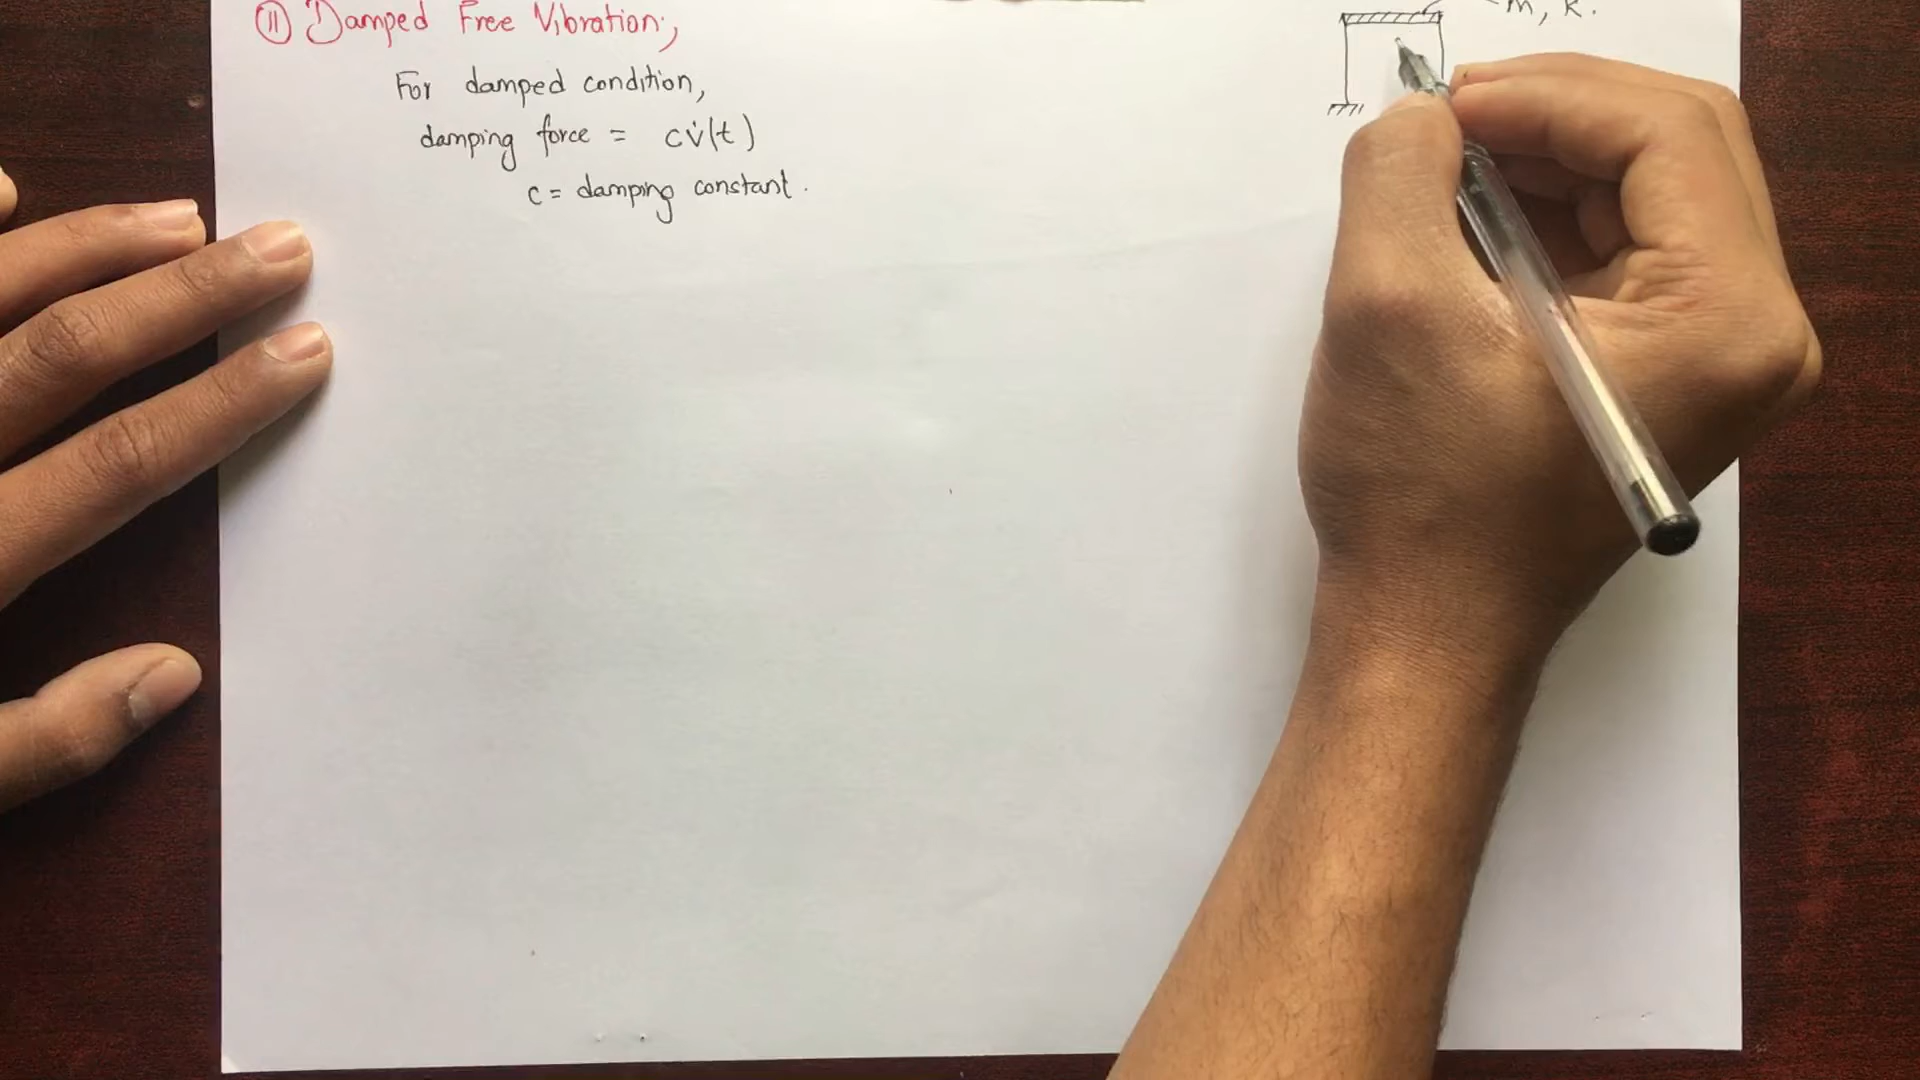 (II) Damped Free Vibration;
m, k.
For damped condition,
damping force = cv̇(t)
c = damping constant.